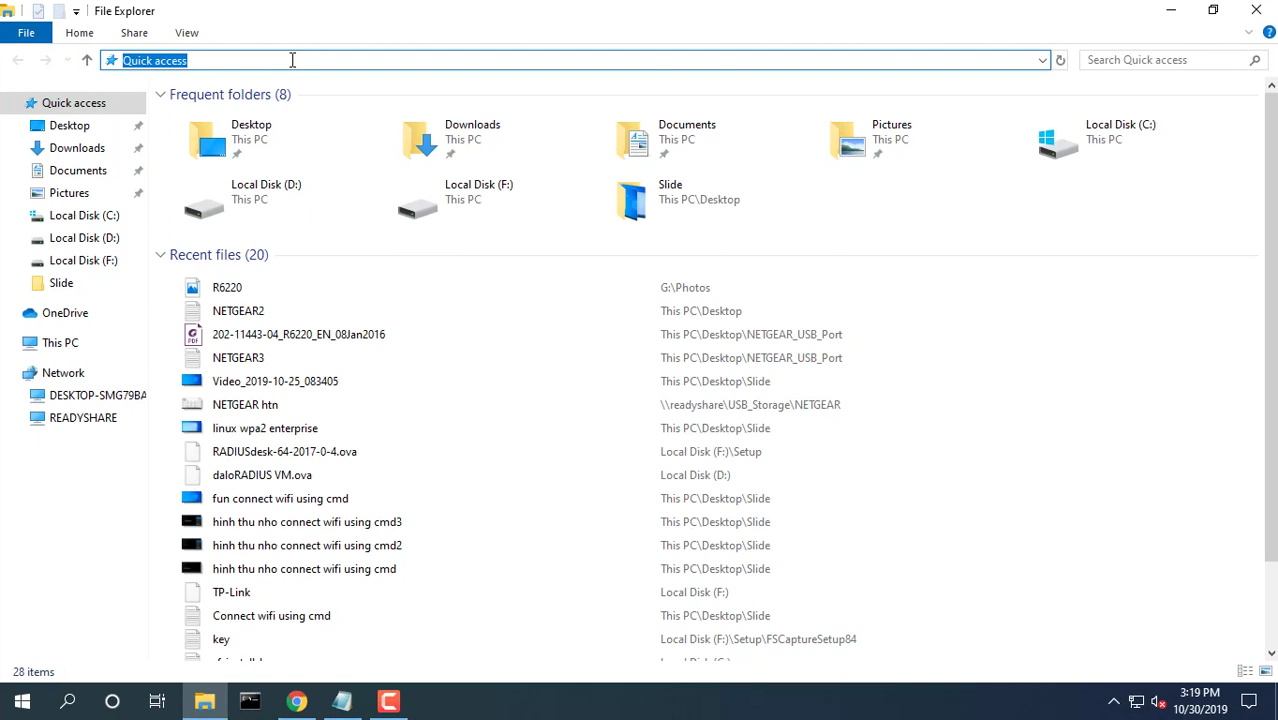 File Explorer
File Home Share View
Quick access
Search Quick access
Quick access
Desktop
Downloads
Documents
Pictures
Local Disk (C:)
Local Disk (D:)
Local Disk (F:)
Slide
OneDrive
This PC
Network
DESKTOP-SMG79BA
READYSHARE
Frequent folders (8)
Desktop
This PC
Downloads
This PC
Documents
This PC
Pictures
This PC
Local Disk (C:)
This PC
Local Disk (D:)
This PC
Local Disk (F:)
This PC
Slide
This PC\Desktop
Recent files (20)
R6220 G:\Photos
NETGEAR2 This PC\Desktop
202-11443-04_R6220_EN_08Jan2016 This PC\Desktop\NETGEAR_USB_Port
NETGEAR3 This PC\Desktop\NETGEAR_USB_Port
Video_2019-10-25_083405 This PC\Desktop\Slide
NETGEAR htn \\readyshare\USB_Storage\NETGEAR
linux wpa2 enterprise This PC\Desktop\Slide
RADIUSdesk-64-2017-0-4.ova Local Disk (F:)\Setup
daloRADIUS VM.ova Local Disk (D:)
fun connect wifi using cmd This PC\Desktop\Slide
hinh thu nho connect wifi using cmd3 This PC\Desktop\Slide
hinh thu nho connect wifi using cmd2 This PC\Desktop\Slide
hinh thu nho connect wifi using cmd This PC\Desktop\Slide
TP-Link Local Disk (F:)
Connect wifi using cmd This PC\Desktop\Slide
key Local Disk (F:)\Setup\FSCaptureSetup84
28 items
3:19 PM
10/30/2019